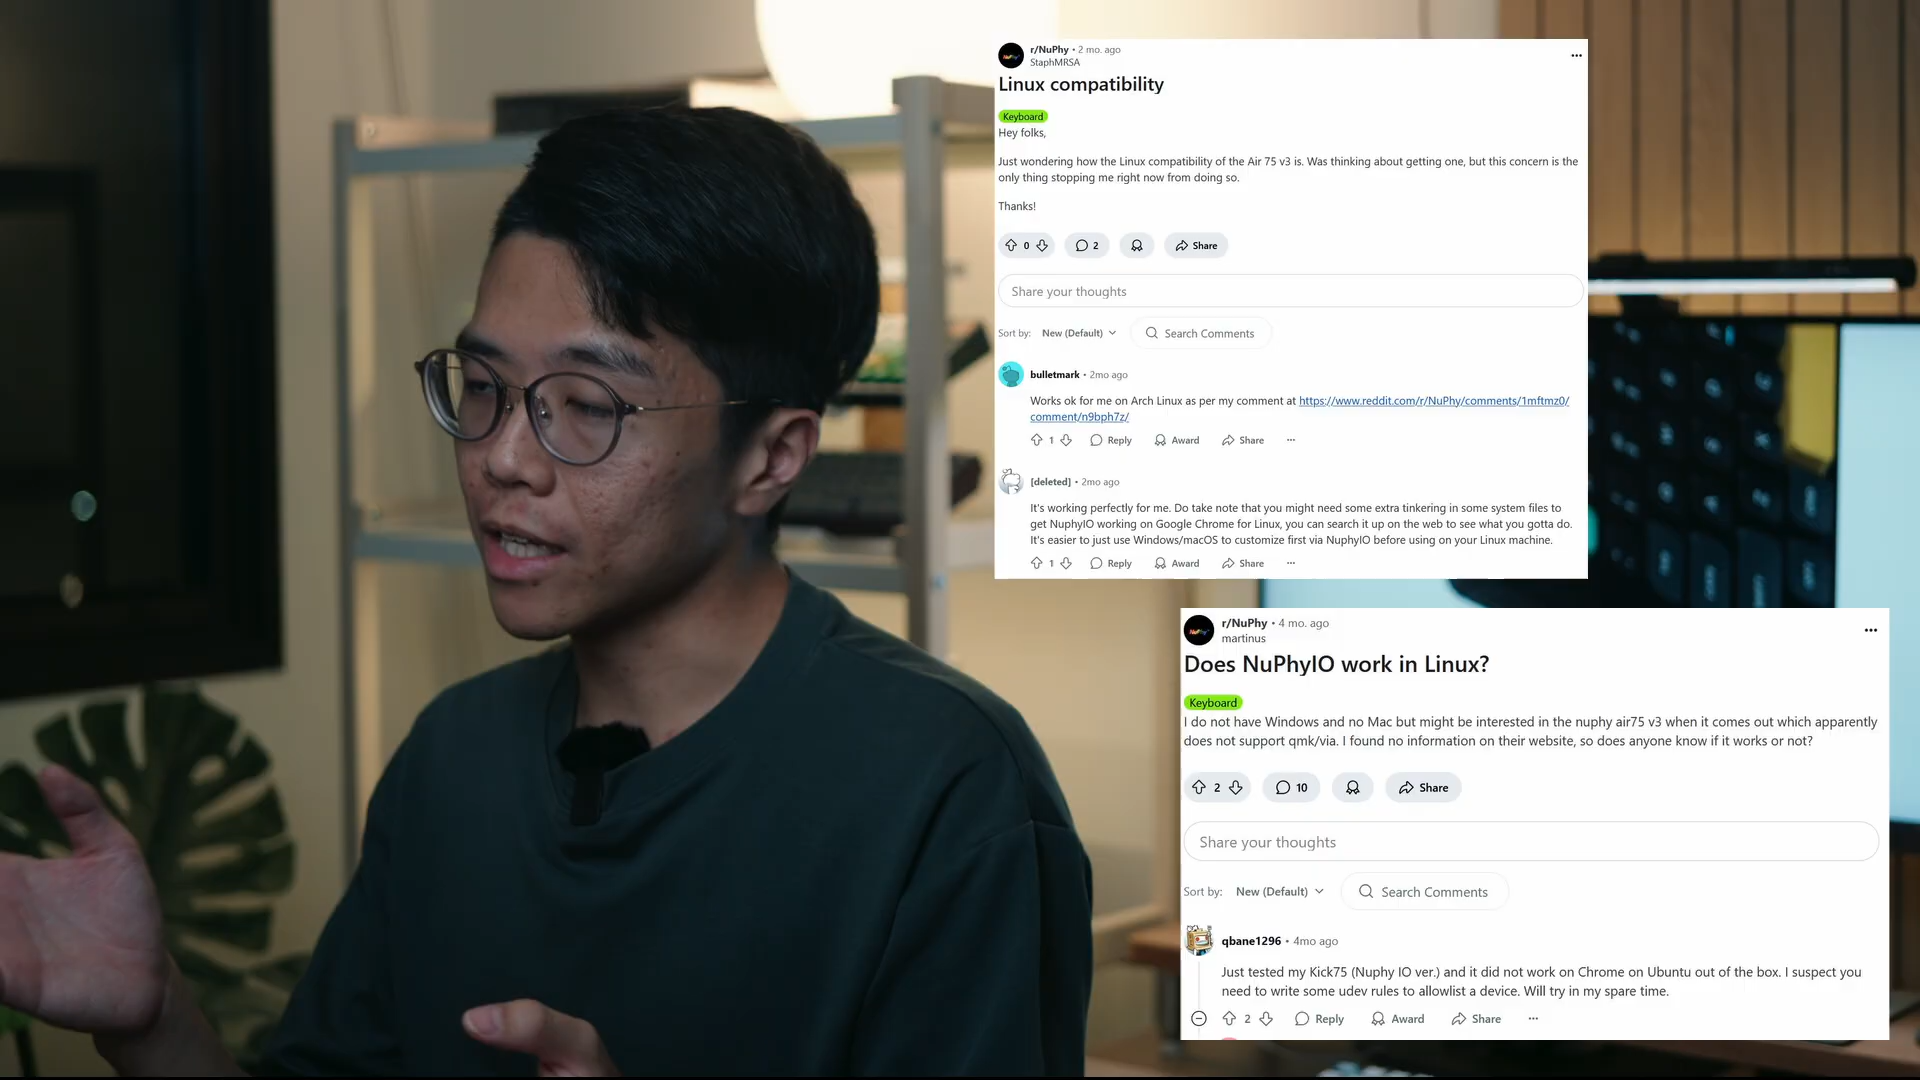 r/NuPhy • 2 mo. ago
StaphMRSA
Linux compatibility
Keyboard
Hey folks,
Just wondering how the Linux compatibility of the Air 75 v3 is. Was thinking about getting one, but this concern is the
only thing stopping me right now from doing so.
Thanks!
0
2
Share
Share your thoughts
Sort by: New (Default)
Search Comments
bulletmark • 2mo ago
Works ok for me on Arch Linux as per my comment at https://www.reddit.com/r/NuPhy/comments/1mftmz0/
comment/n9bph7z/
1 Reply Award Share
[deleted] • 2mo ago
It's working perfectly for me. Do take note that you might need some extra tinkering in some system files to
get NuphyIO working on Google Chrome for Linux, you can search it up on the web to see what you gotta do.
It's easier to just use Windows/macOS to customize first via NuphyIO before using on your Linux machine.
1 Reply Award Share
r/NuPhy • 4 mo. ago
martinus
Does NuPhyIO work in Linux?
Keyboard
I do not have Windows and no Mac but might be interested in the nuphy air75 v3 when it comes out which apparently
does not support qmk/via. I found no information on their website, so does anyone know if it works or not?
2
10
Share
Share your thoughts
Sort by: New (Default)
Search Comments
qbane1296 • 4mo ago
Just tested my Kick75 (Nuphy IO ver.) and it did not work on Chrome on Ubuntu out of the box. I suspect you
need to write some udev rules to allowlist a device. Will try in my spare time.
2 Reply Award Share